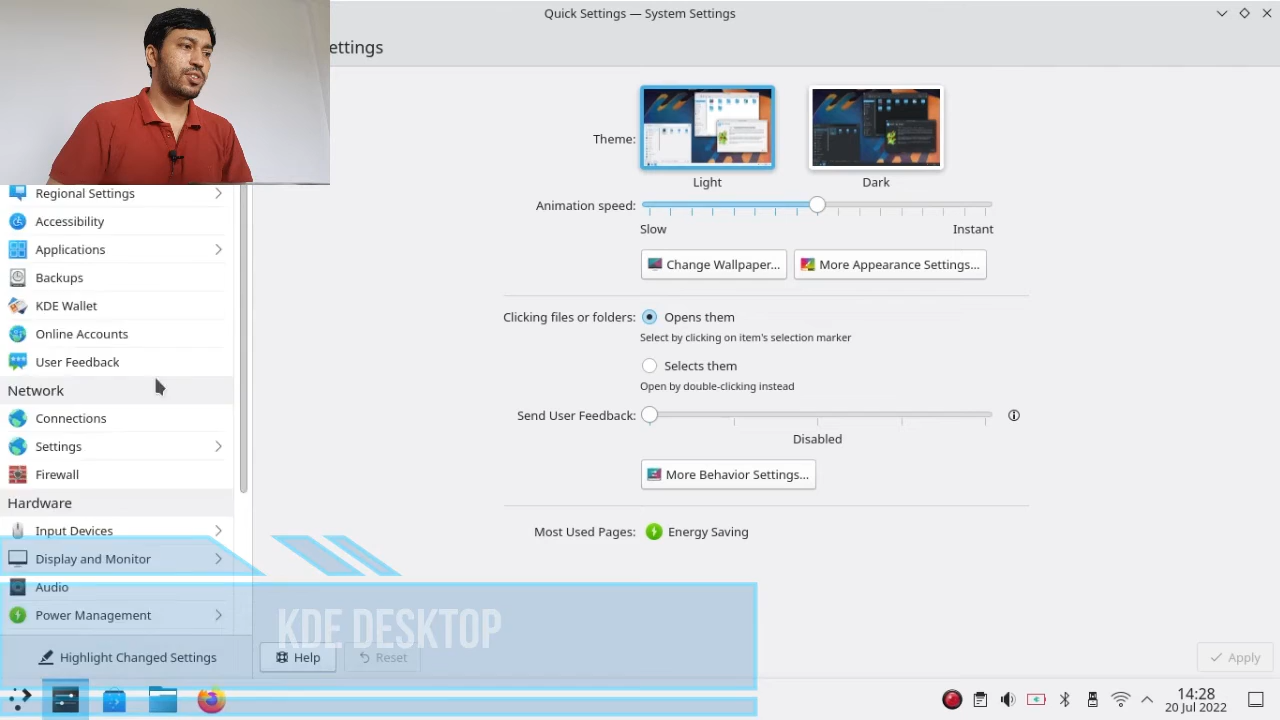 Quick Settings — System Settings
ettings
Theme:
Light
Dark
Animation speed:
Slow
Instant
Change Wallpaper...
More Appearance Settings...
Clicking files or folders:
Opens them
Select by clicking on item's selection marker
Selects them
Open by double-clicking instead
Send User Feedback:
Disabled
More Behavior Settings...
Most Used Pages:
Energy Saving
Regional Settings
Accessibility
Applications
Backups
KDE Wallet
Online Accounts
User Feedback
Network
Connections
Settings
Firewall
Hardware
Input Devices
Display and Monitor
Audio
Power Management
Highlight Changed Settings
KDE DESKTOP
Help
Reset
Apply
14:28
20 Jul 2022